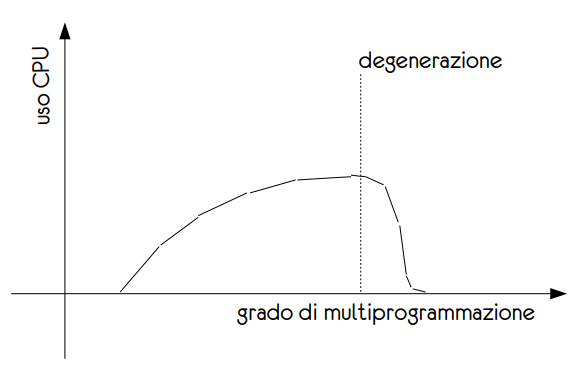 degenerazione
uso CPU
grado di multiprogrammazione